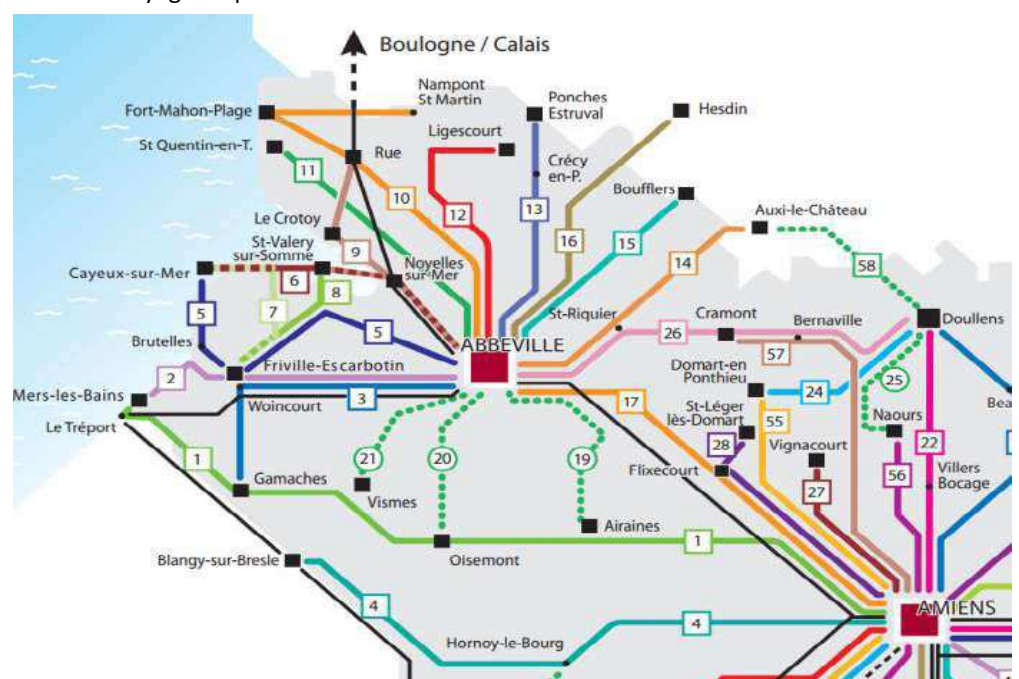 Boulogne / Calais
Nampont
St Martin
Ponches
Estruval
Hesdin
Fort-Mahon-Plage
Ligescourt
St Quentin-en-T.
Rue
Crécy
en-P.
11
10
12
13
Boufflers
16
15
Auxi-le-Château
Le Crotoy
St-Valery
sur-Somme
9
14
58
Cayeux-sur-Mer
6
Noyelles
sur-Mer
8
7
5
5
St-Riquier
Cramont
Bernaville
Doullens
26
Brutelles
ABBEVILLE
57
Friville-Escarbotin
Domart-en
Ponthieu
25
2
Mers-les-Bains
Woincourt
3
17
24
Le Tréport
St-Léger
lès-Domart
55
Naours
28
Vignacourt
22
1
21
20
19
Flixecourt
Gamaches
Vismes
27
56
Villers
Bocage
Airaines
Oisemont
1
Blangy-sur-Bresle
4
AMIENS
4
Hornoy-le-Bourg